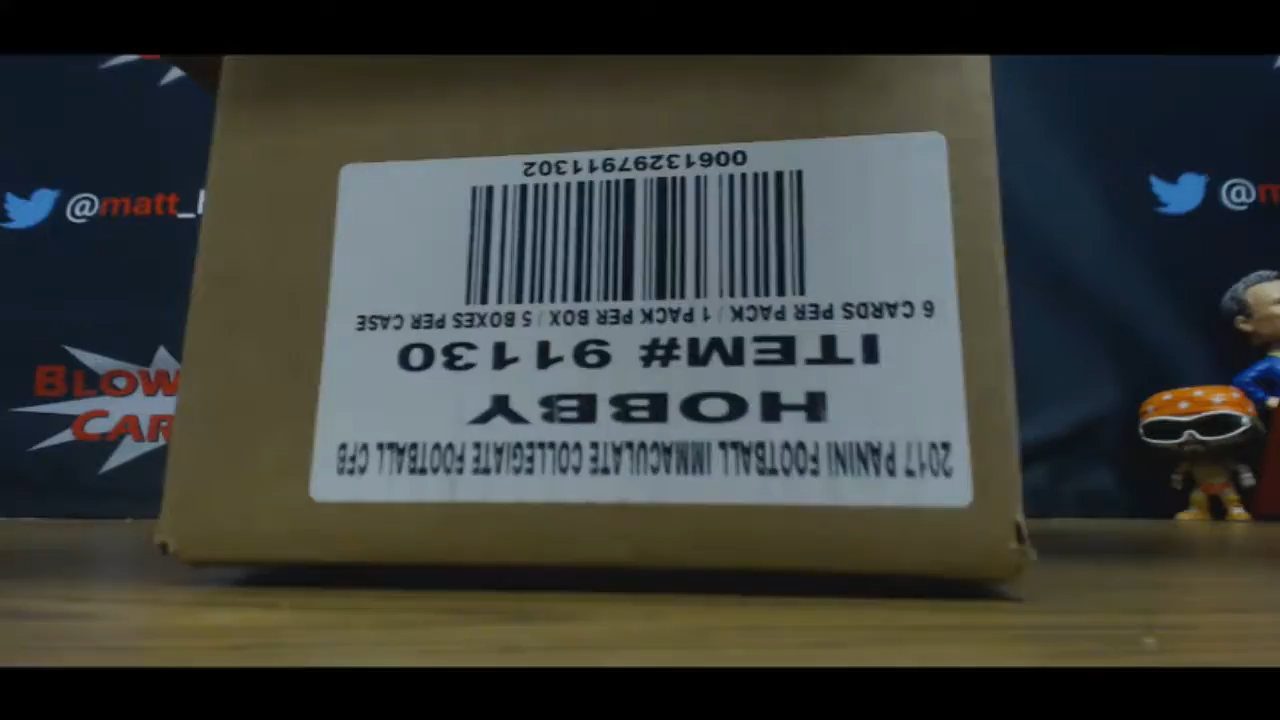 2017 PANINI FOOTBALL IMMACULATE COLLEGIATE FOOTBALL CFB
HOBBY
ITEM# 91130
6 CARDS PER PACK / 1 PACK PER BOX / 5 BOXES PER CASE
00613297911302
@matt_
BLOW
CAR
@